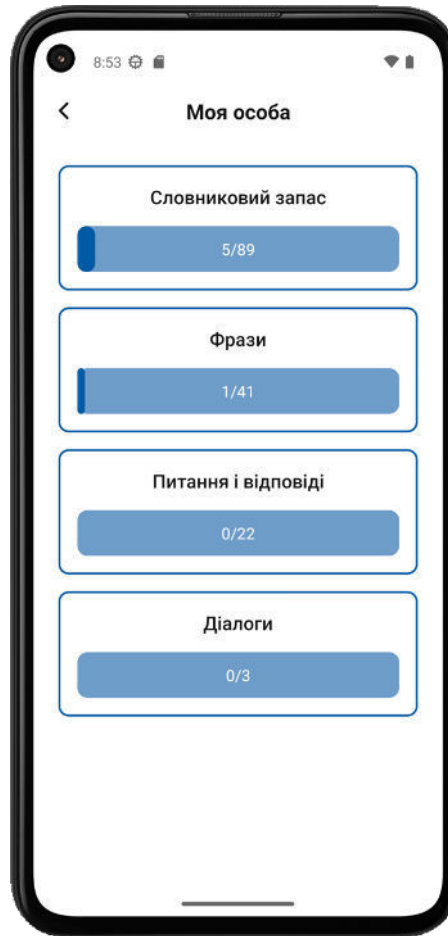 8:53
Моя особа
Словниковий запас
5/89
Фрази
1/41
Питання і відповіді
0/22
Діалоги
0/3